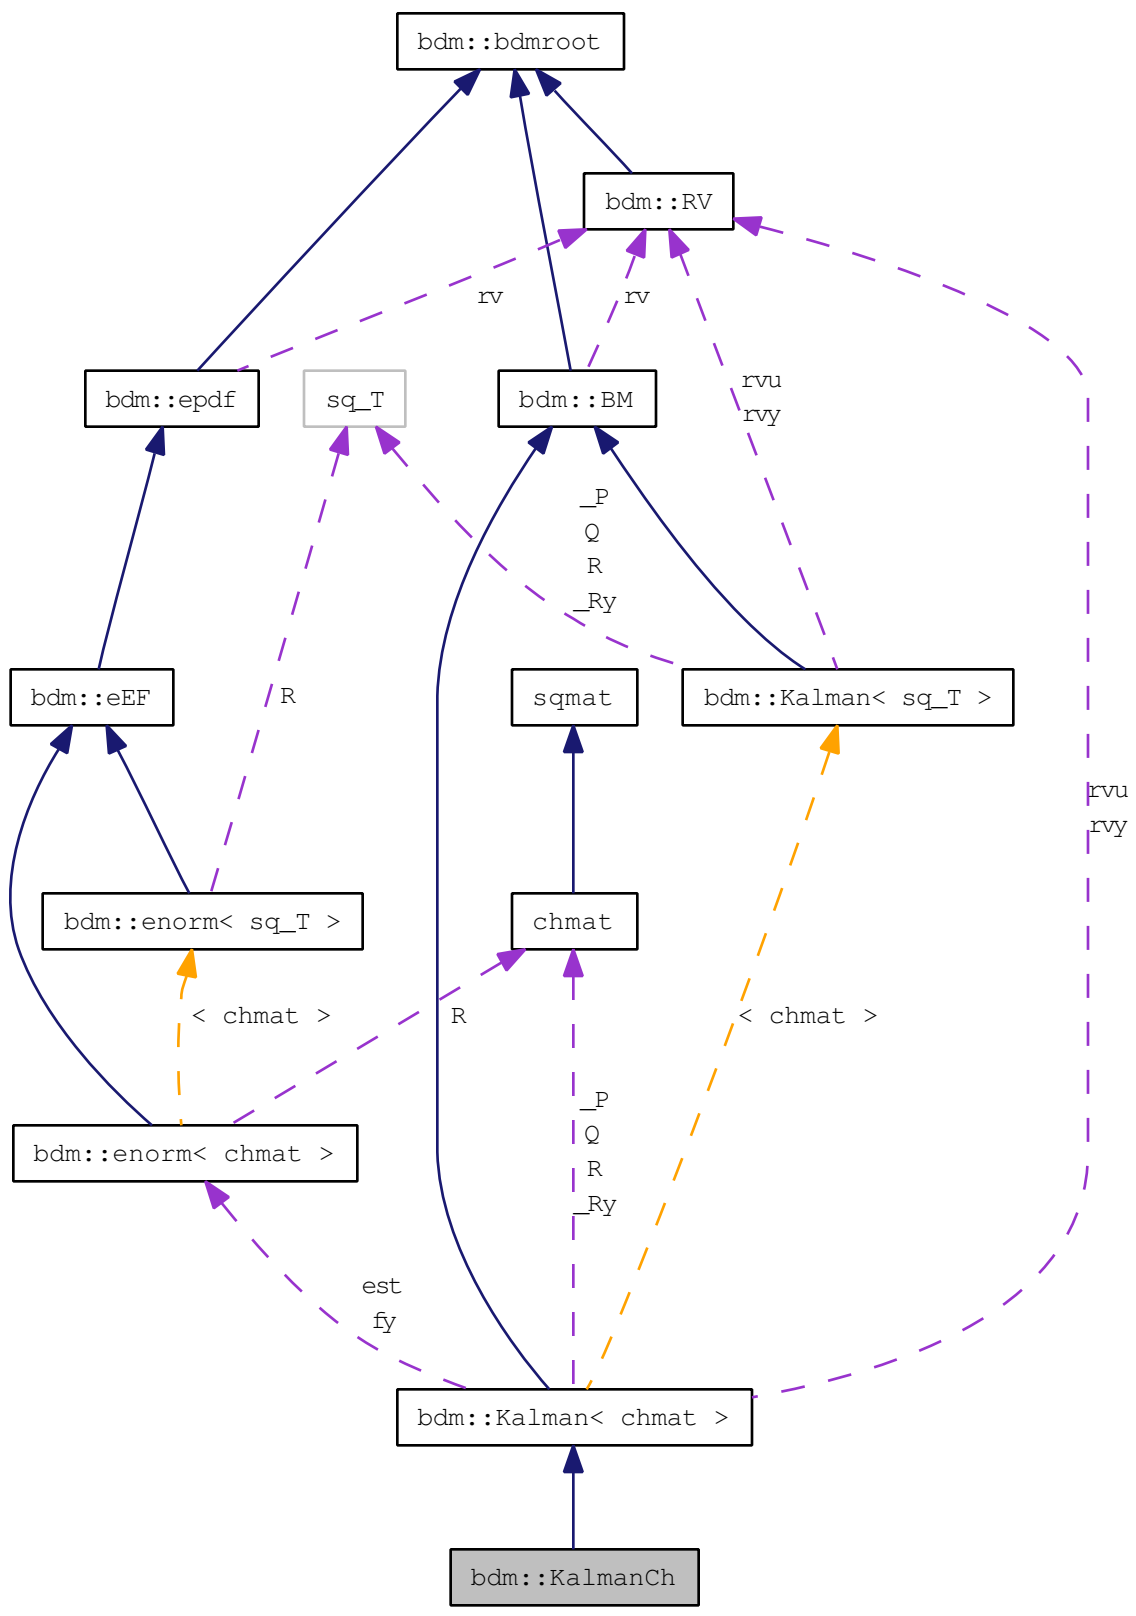 bdm::bdmroot
bdm::RV
rv
rv
rvu
rvy
bdm::epdf
sq_T
bdm::BM
_P
Q
R
_Ry
bdm::eEF
R
sqmat
bdm::Kalman< sq_T >
rvu
rvy
bdm::enorm< sq_T >
chmat
< chmat >
R
< chmat >
_P
Q
R
_Ry
bdm::enorm< chmat >
est
fy
bdm::Kalman< chmat >
bdm::KalmanCh